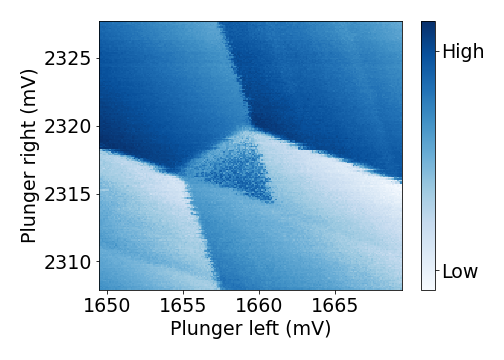 2325
2320
2315
2310
Plunger right (mV)
1650 1655 1660 1665
Plunger left (mV)
High
Low